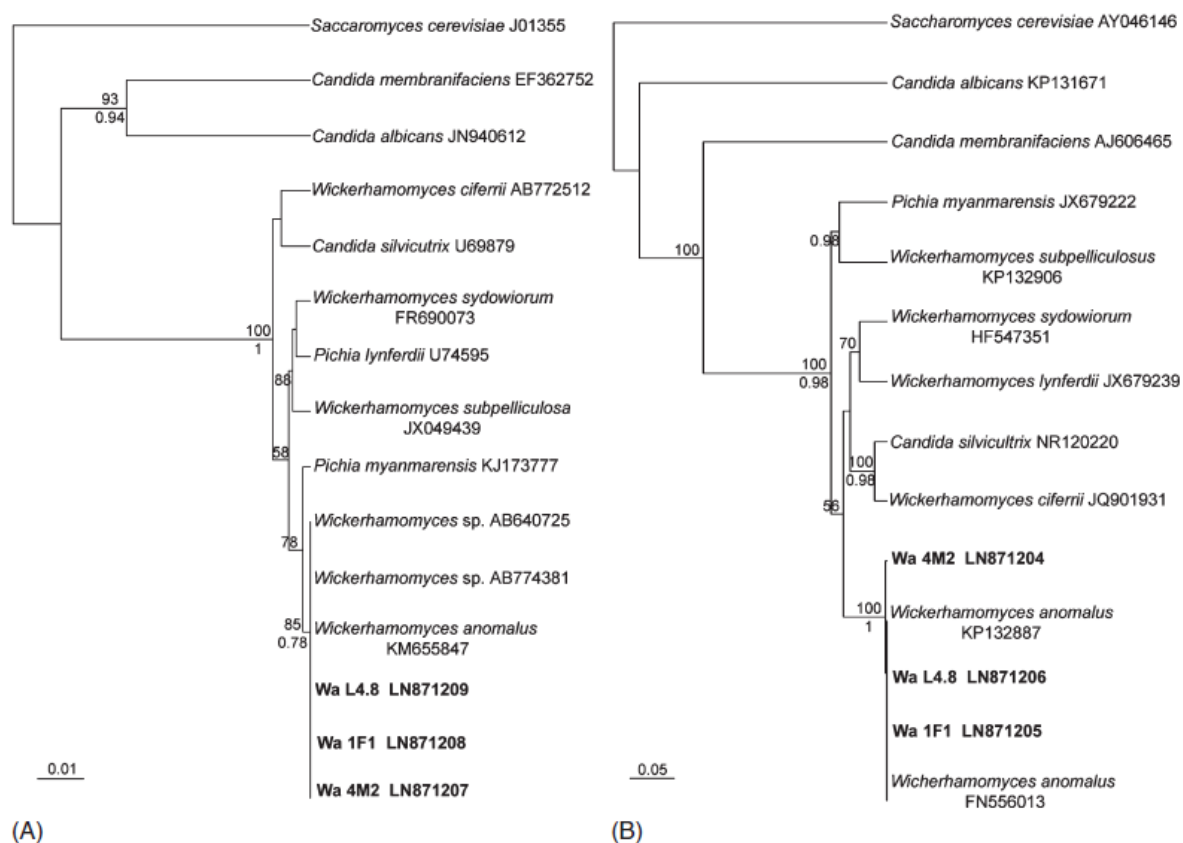 Saccaromyces cerevisiae J01355
93
0.94
Candida membranifaciens EF362752
Candida albicans JN940612
Wickerhamomyces ciferrii AB772512
Candida silvicutrix U69879
100
1
Wickerhamomyces sydowiorum
FR690073
Pichia lynferdii U74595
88
Wickerhamomyces subpelliculosa
JX049439
58
Pichia myanmarensis KJ173777
Wickerhamomyces sp. AB640725
78
Wickerhamomyces sp. AB774381
85
0.78
Wickerhamomyces anomalus
KM655847
Wa L4.8 LN871209
Wa 1F1 LN871208
Wa 4M2 LN871207
0.01
(A)
Saccharomyces cerevisiae AY046146
Candida albicans KP131671
Candida membranifaciens AJ606465
100
Pichia myanmarensis JX679222
0.98
Wickerhamomyces subpelliculosus
KP132906
100
0.98
Wickerhamomyces sydowiorum
HF547351
70
Wickerhamomyces lynferdii JX679239
Candida silvicultrix NR120220
100
0.98
Wickerhamomyces ciferrii JQ901931
56
Wa 4M2 LN871204
100
1
Wickerhamomyces anomalus
KP132887
Wa L4.8 LN871206
Wa 1F1 LN871205
Wicherhamomyces anomalus
FN556013
0.05
(B)